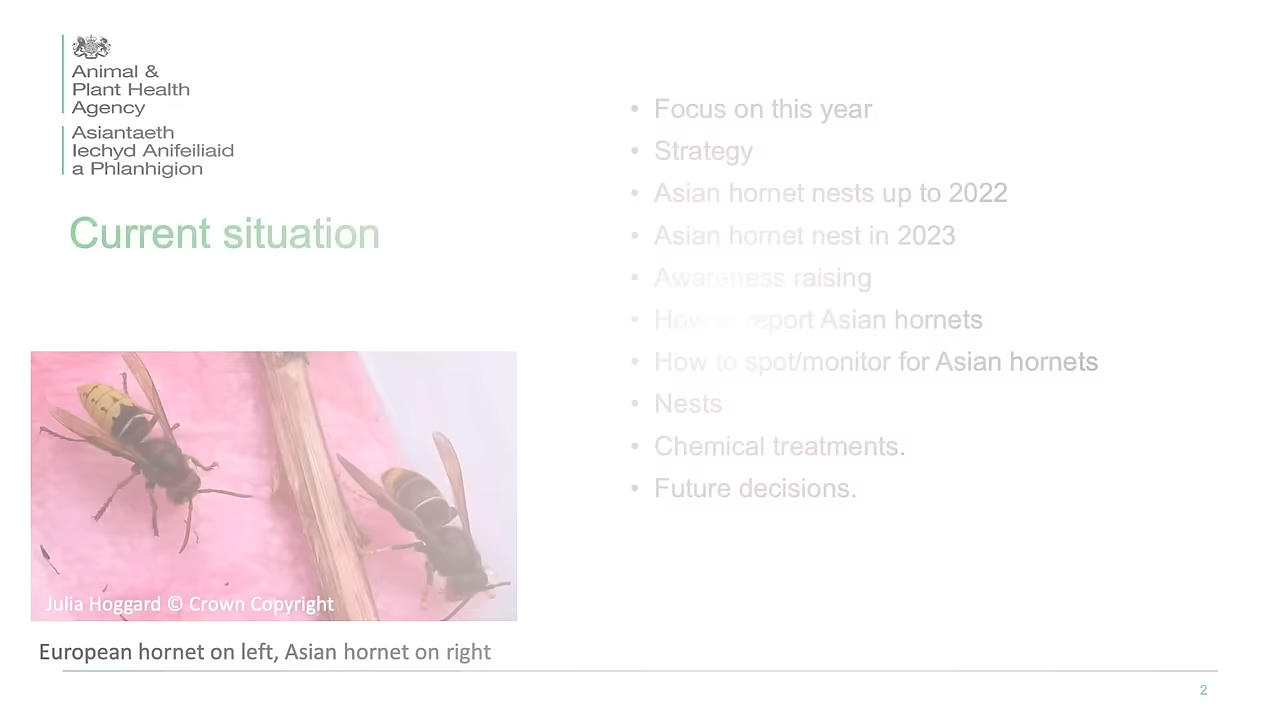 Animal &
Plant Health
Agency
Asiantaeth
Iechyd Anifeiliaid
a Phlanhigion
Current situation
• Focus on this year
• Strategy
• Asian hornet nests up to 2022
• Asian hornet nest in 2023
• Awareness raising
• How to report Asian hornets
• How to spot/monitor for Asian hornets
• Nests
• Chemical treatments.
• Future decisions.
Julia Hoggard © Crown Copyright
European hornet on left, Asian hornet on right
2